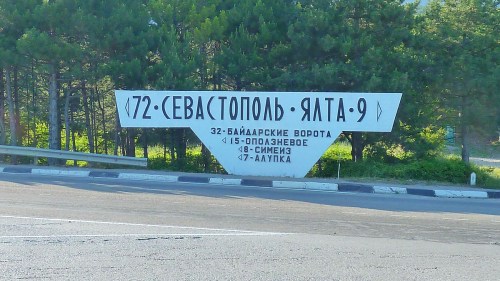 ◁72·СЕВАСТОПОЛЬ·ЯЛТА·9▷
32-БАЙДАРСКИЕ ВОРОТА
◁15-ОПОЛЗНЕВОЕ
◁8-СИМЕИЗ
◁7-АЛУПКА